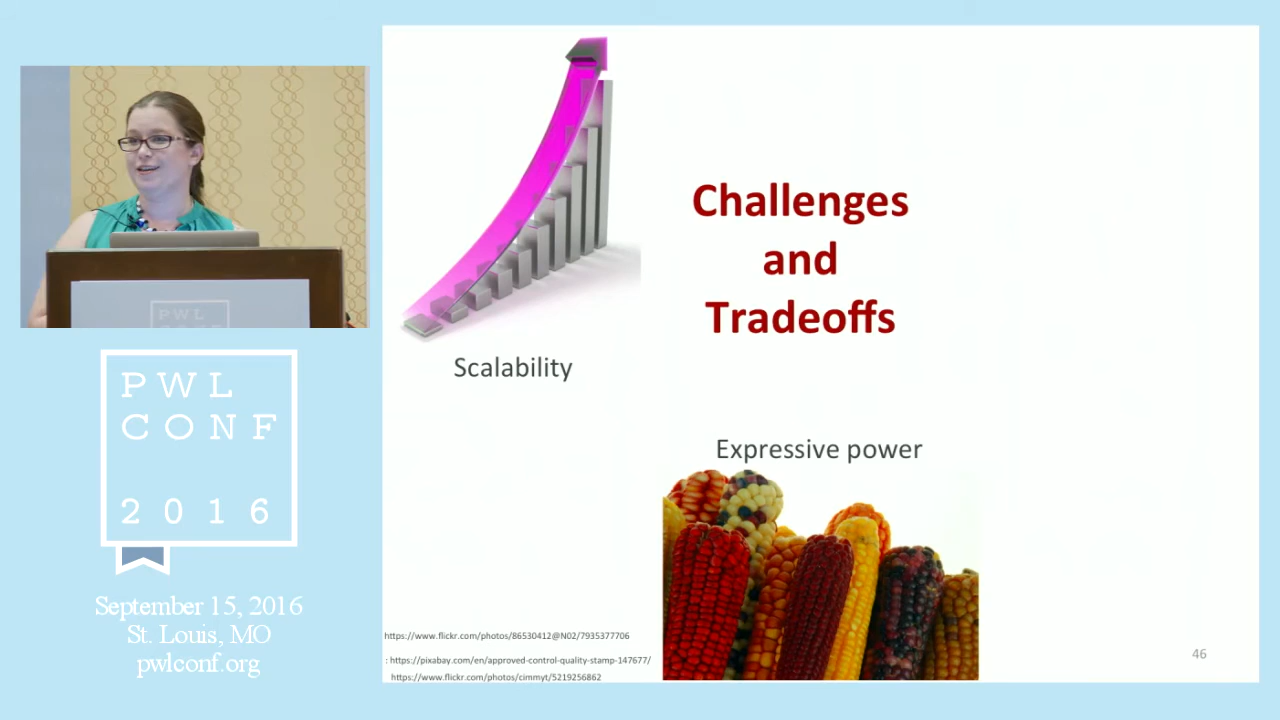 PWL
CONF
PWL
CONF
2016
September 15, 2016
St. Louis, MO
pwlconf.org
Challenges
and
Tradeoffs
Scalability
Expressive power
https://www.flickr.com/photos/86530412@N02/7935377706
: https://pixabay.com/en/approved-control-quality-stamp-147677/
https://www.flickr.com/photos/cimmyt/5219256862
46